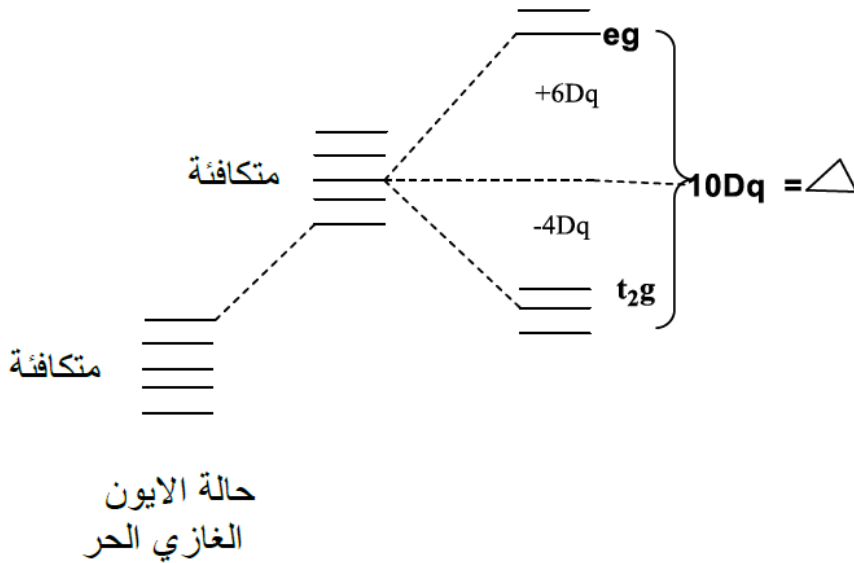 eg
+6Dq
متكافئة
10Dq =
-4Dq
t₂g
متكافئة
حالة الايون
الغازي الحر